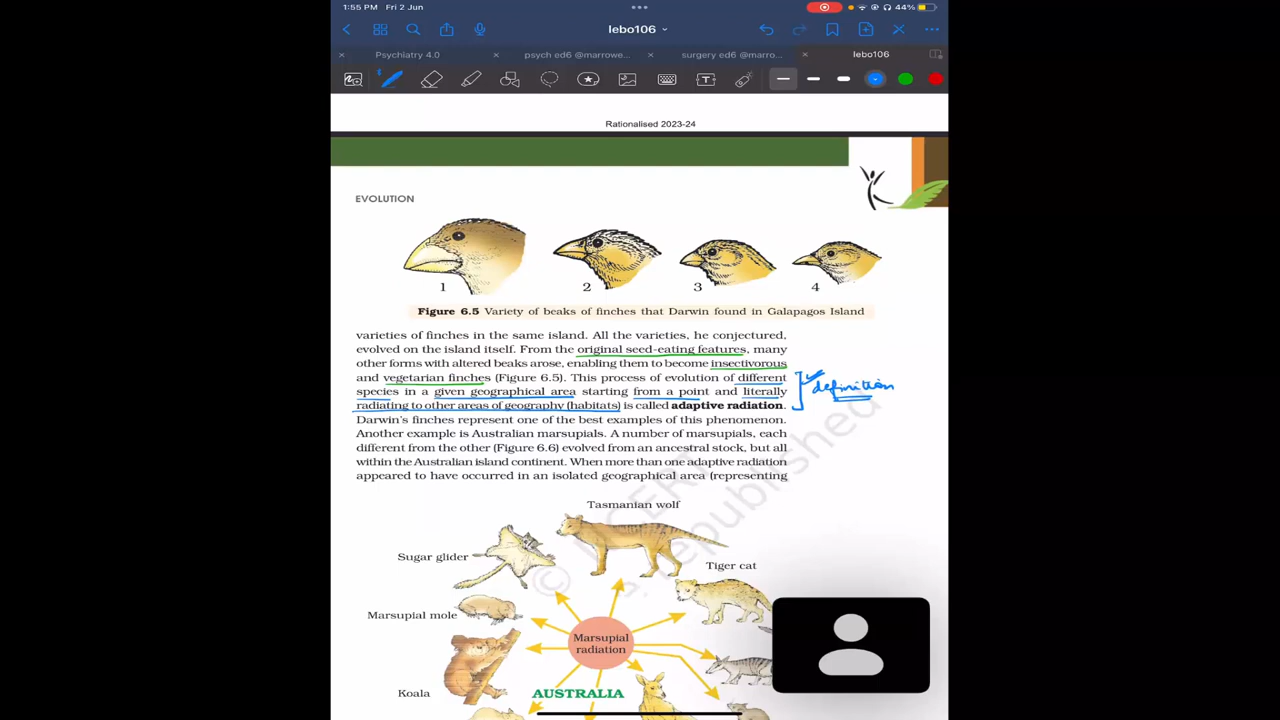 1:55 PM Fri 2 Jun
44%
lebo106
Psychiatry 4.0
psych ed6 @marrowe...
surgery ed6 @marro...
lebo106
Rationalised 2023-24
EVOLUTION
1 2 3 4
Figure 6.5 Variety of beaks of finches that Darwin found in Galapagos Island
varieties of finches in the same island. All the varieties, he conjectured,
evolved on the island itself. From the original seed-eating features, many
other forms with altered beaks arose, enabling them to become insectivorous
and vegetarian finches (Figure 6.5). This process of evolution of different
species in a given geographical area starting from a point and literally
radiating to other areas of geography (habitats) is called adaptive radiation.
definition
Darwin's finches represent one of the best examples of this phenomenon.
Another example is Australian marsupials. A number of marsupials, each
different from the other (Figure 6.6) evolved from an ancestral stock, but all
within the Australian island continent. When more than one adaptive radiation
appeared to have occurred in an isolated geographical area (representing
Tasmanian wolf
Sugar glider
Tiger cat
Marsupial mole
Marsupial
radiation
Koala
AUSTRALIA
republished